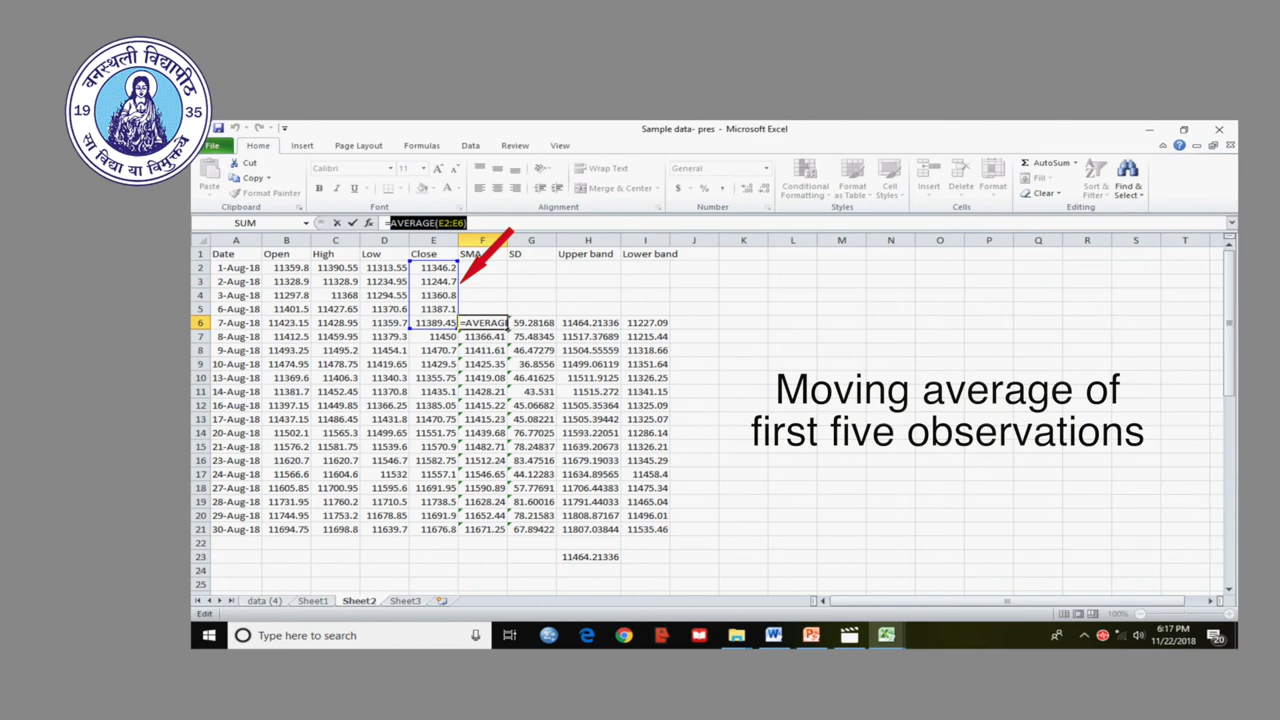 वनस्थली विद्यापीठ
19 35
सा विद्या या विमुक्तये
Sample data- pres - Microsoft Excel
File Home Insert Page Layout Formulas Data Review View
Cut
Copy
Format Painter
Paste
Calibri 11
B I U
Wrap Text
Merge & Center
General
$ % ,
Conditional Formatting
Format as Table
Cell Styles
Insert Delete Format
AutoSum
Fill
Clear
Sort & Filter
Find & Select
Clipboard Font Alignment Number Styles Cells Editing
SUM fx =AVERAGE(E2:E6)
A B C D E F G H I J K L M N O P Q R S T
1 Date Open High Low Close SMA SD Upper band Lower band
2 1-Aug-18 11359.8 11390.55 11313.55 11346.2
3 2-Aug-18 11328.9 11328.9 11234.95 11244.7
4 3-Aug-18 11297.8 11368 11294.55 11360.8
5 6-Aug-18 11401.5 11427.65 11370.6 11387.1
6 7-Aug-18 11423.15 11428.95 11359.7 11389.45 =AVERAGE 59.28168 11464.21336 11227.09
7 8-Aug-18 11412.5 11459.95 11379.3 11450 11366.41 75.48345 11517.37689 11215.44
8 9-Aug-18 11493.25 11495.2 11454.1 11470.7 11411.61 46.47279 11504.55559 11318.66
9 10-Aug-18 11474.95 11478.75 11419.65 11429.5 11425.35 36.8556 11499.06119 11351.64
10 13-Aug-18 11369.6 11406.3 11340.3 11355.75 11419.08 46.41625 11511.9125 11326.25
11 14-Aug-18 11381.7 11452.45 11370.8 11435.1 11428.21 43.531 11515.272 11341.15
12 16-Aug-18 11397.15 11449.85 11366.25 11385.05 11415.22 45.06682 11505.35364 11325.09
13 17-Aug-18 11437.15 11486.45 11431.8 11470.75 11415.23 45.08221 11505.39442 11325.07
14 20-Aug-18 11502.1 11565.3 11499.65 11551.75 11439.68 76.77025 11593.22051 11286.14
15 21-Aug-18 11576.2 11581.75 11539.6 11570.9 11482.71 78.24837 11639.20673 11326.21
16 23-Aug-18 11620.7 11620.7 11546.7 11582.75 11512.24 83.47516 11679.19033 11345.29
17 24-Aug-18 11566.6 11604.6 11532 11557.1 11546.65 44.12283 11634.89565 11458.4
18 27-Aug-18 11605.85 11700.95 11595.6 11691.95 11590.89 57.77691 11706.44383 11475.34
19 28-Aug-18 11731.95 11760.2 11710.5 11738.5 11628.24 81.60016 11791.44033 11465.04
20 29-Aug-18 11744.95 11753.2 11678.85 11691.9 11652.44 78.21583 11808.87167 11496.01
21 30-Aug-18 11694.75 11698.8 11639.7 11676.8 11671.25 67.89422 11807.03844 11535.46
22
23 11464.21336
24
25
Moving average of
first five observations
data (4) Sheet1 Sheet2 Sheet3
Edit 100%
Type here to search
6:17 PM
11/22/2018
20